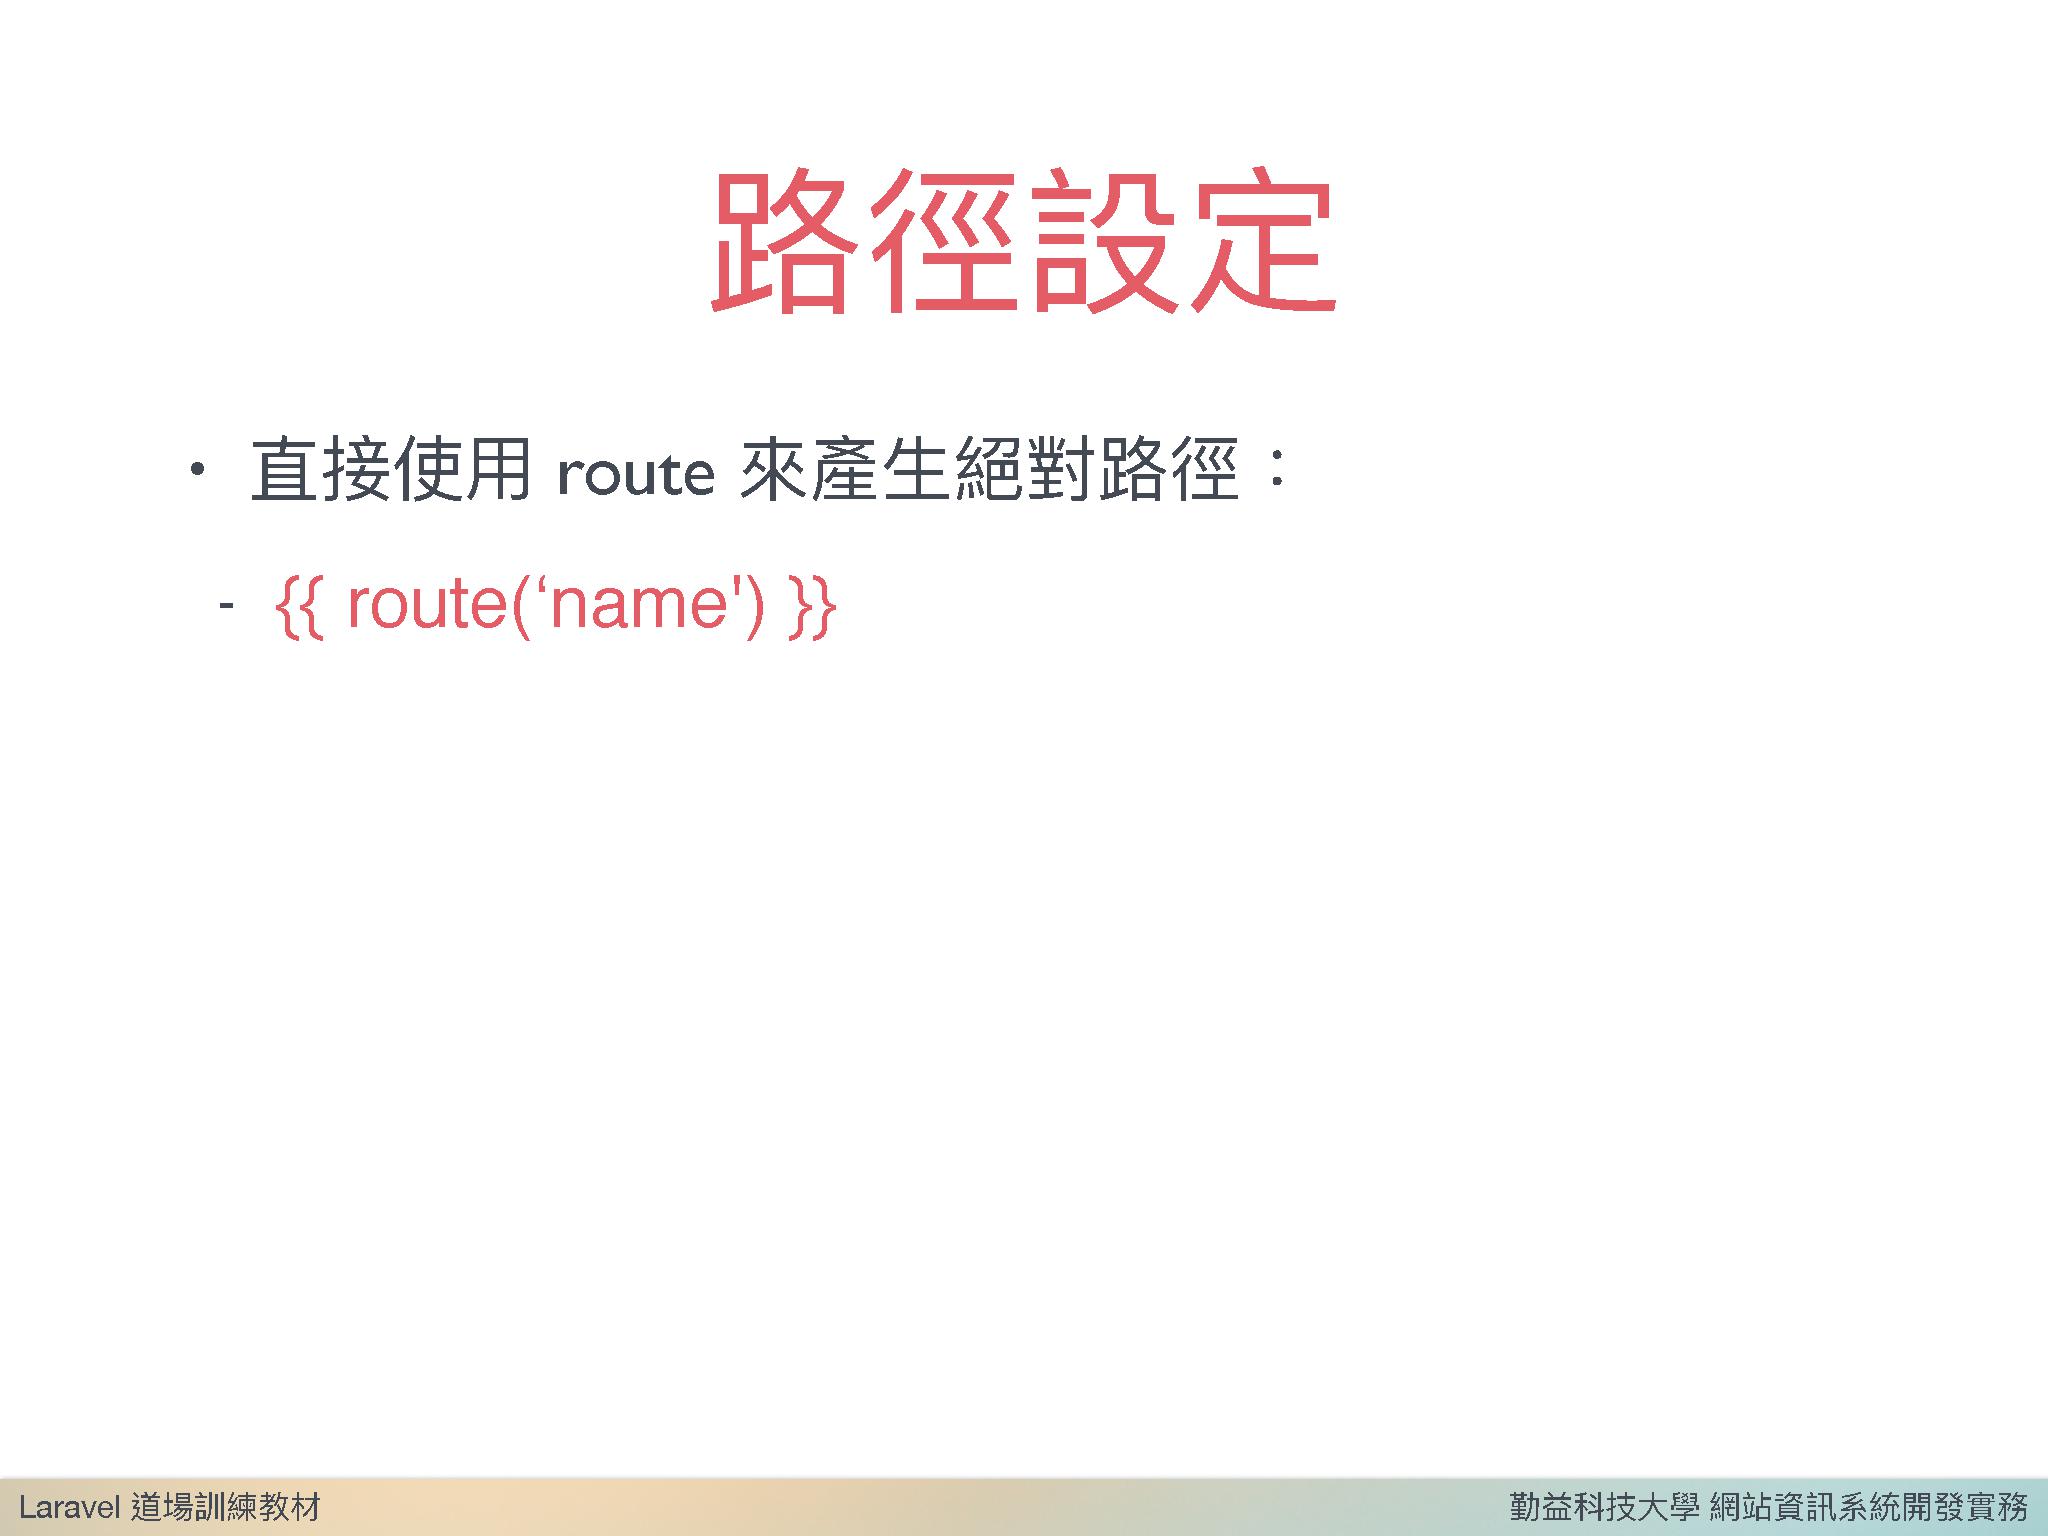 路徑設定
• 直接使用 route 來產生絕對路徑：
- {{ route(‘name') }}
Laravel 道場訓練教材
勤益科技大學 網站資訊系統開發實務